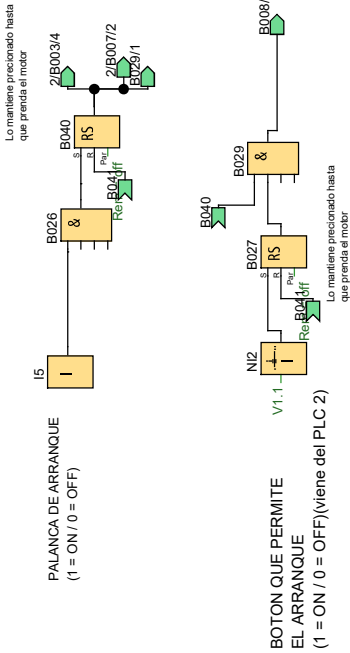 Lo mantiene precionado hasta
que prenda el motor
2/B003/4
2/B007/2
B029/1
B040
RS
S
R
Par
B041
Rem = off
B026
&
I5
I
PALANCA DE ARRANQUE
(1 = ON / 0 = OFF)
B008/
B029
&
B040
B027
RS
S
R
Par
B041
Lo mantiene precionado hasta
que prenda el motor
NI2
I
V1.1
BOTON QUE PERMITE
EL ARRANQUE
(1 = ON / 0 = OFF)(viene del PLC 2)